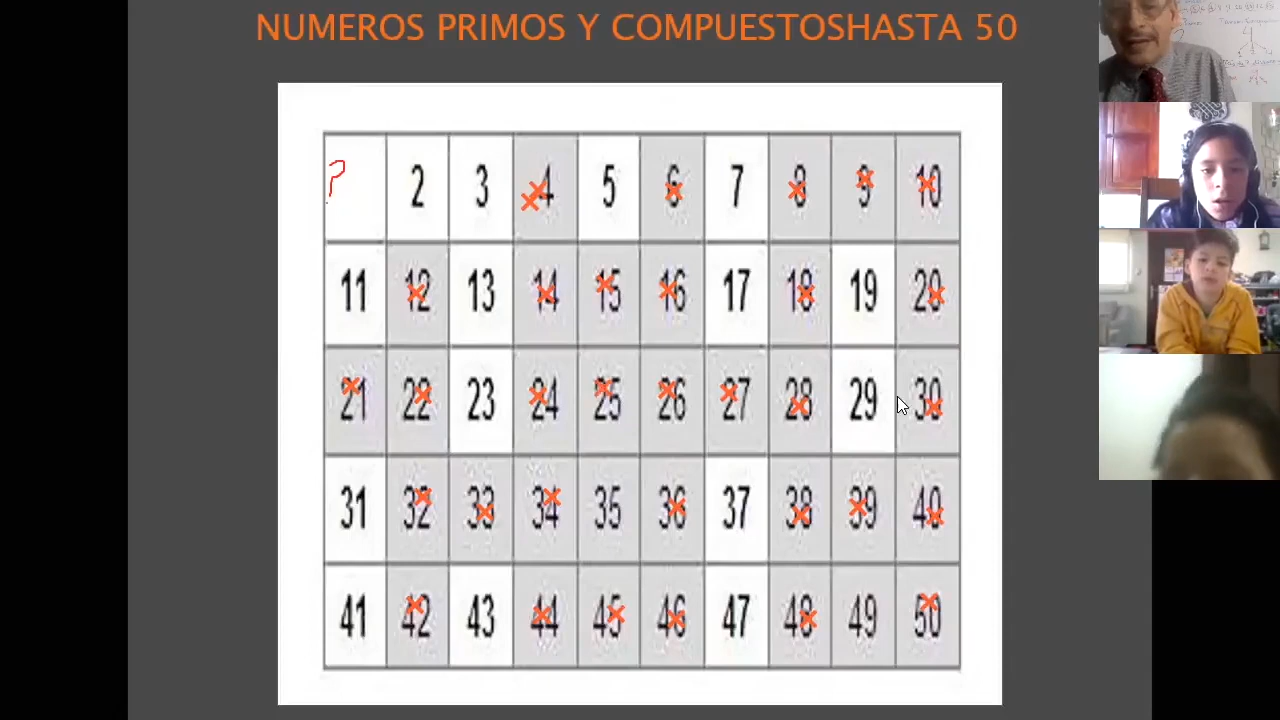 NUMEROS PRIMOS Y COMPUESTOSHASTA 50
? 2 3 4 5 6 7 8 9 10
11 12 13 14 15 16 17 18 19 20
21 22 23 24 25 26 27 28 29 30
31 32 33 34 35 36 37 38 39 40
41 42 43 44 45 46 47 48 49 50